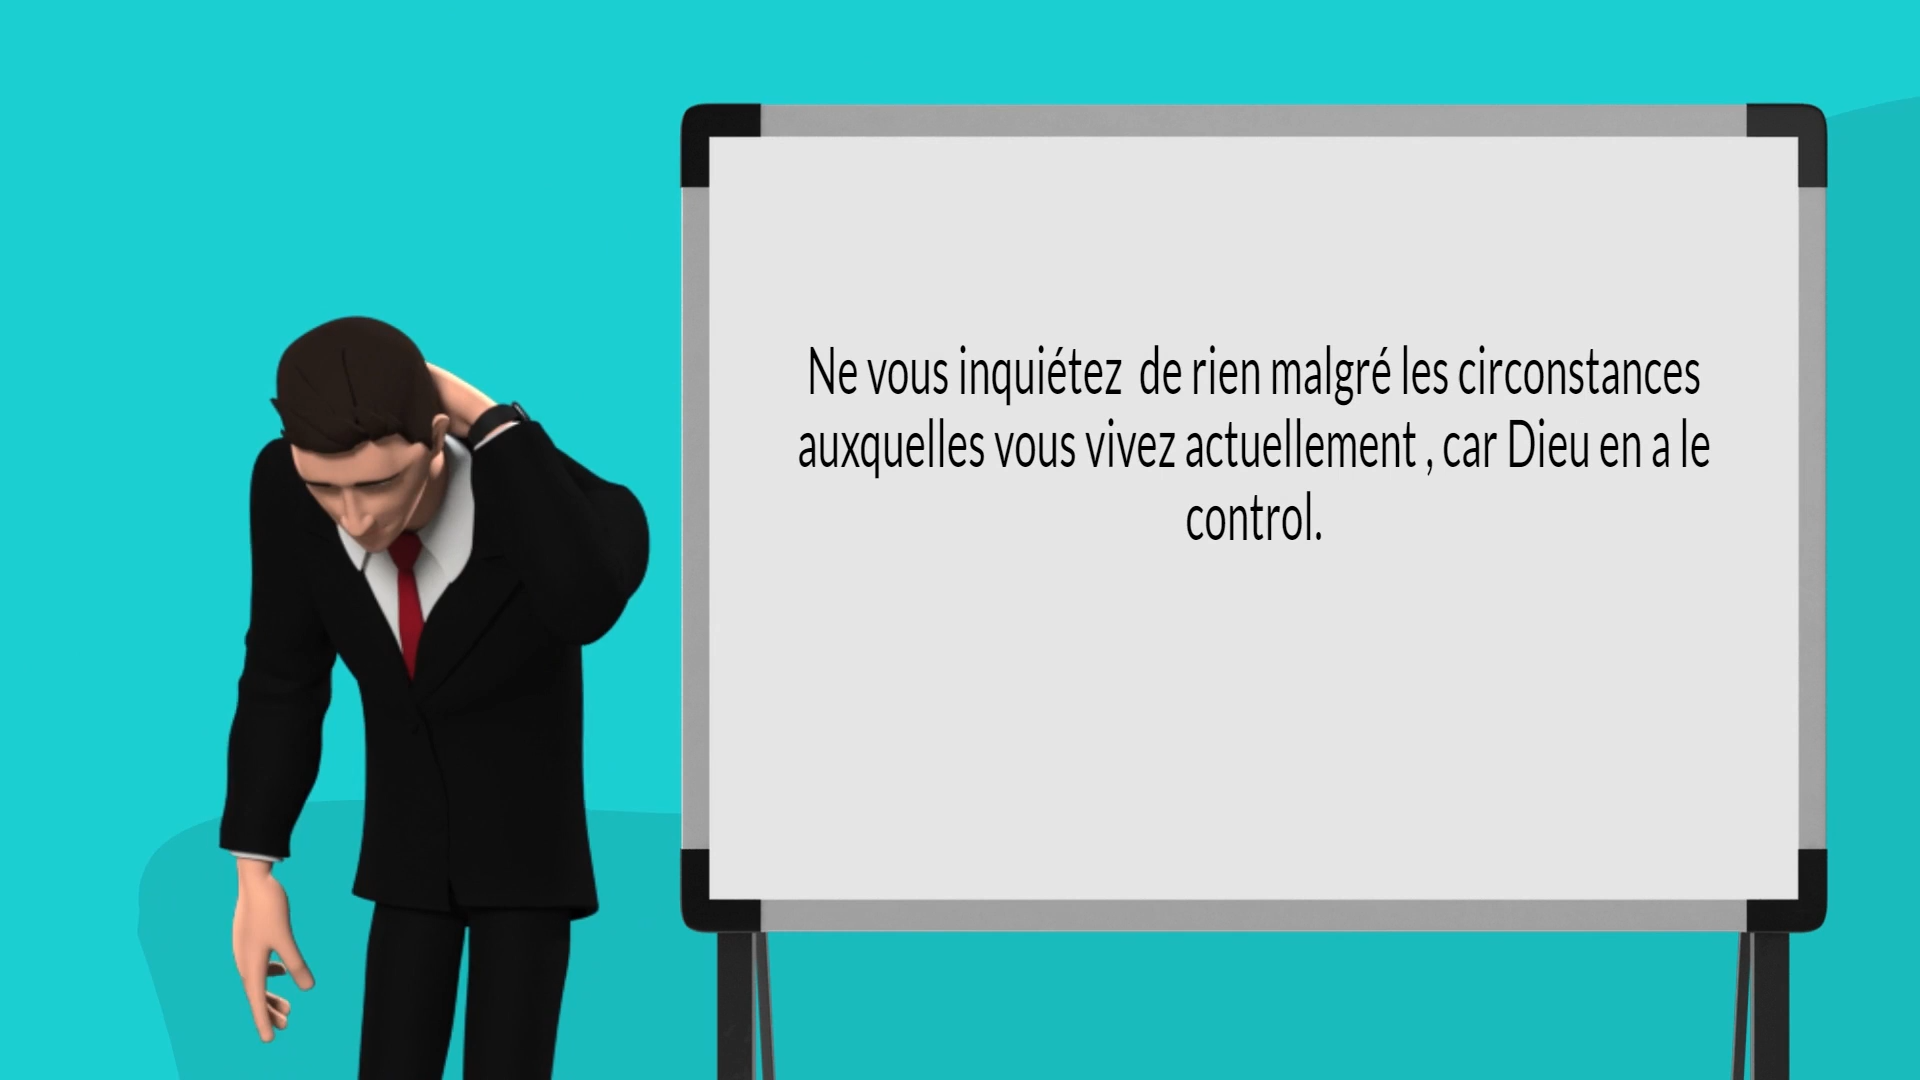 Ne vous inquiétez  de rien malgré les circonstances
auxquelles vous vivez actuellement , car Dieu en a le
control.